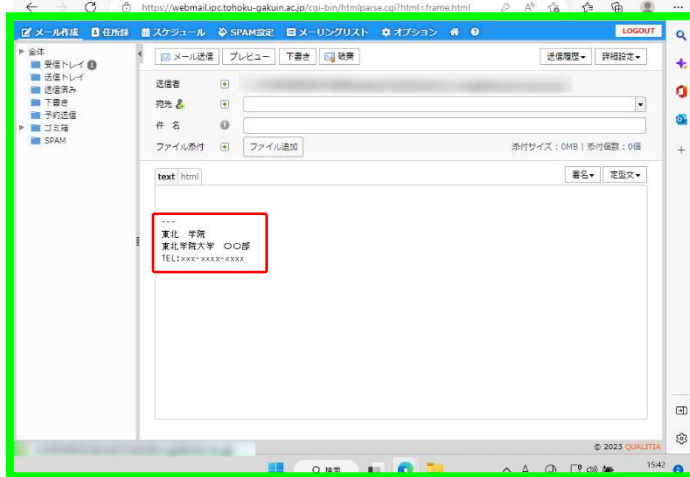 https://webmail.ipc.tohoku-gakuin.ac.jp/cgi-bin/htmlparse.cgi?html=frame.html
メール作成 住所録 スケジュール SPAM設定 メーリングリスト オプション LOGOUT
全体
受信トレイ 1
送信トレイ
送信済み
下書き
予約送信
ゴミ箱
SPAM
メール送信 プレビュー 下書き 破棄 送信履歴 詳細設定
送信者
宛先
件 名
ファイル添付 ファイル追加 添付サイズ:0MB | 添付個数:0個
text html 署名 定型文
---
東北 学院
東北学院大学 〇〇部
TEL:xxx-xxxx-xxxx
© 2023 QUALITIA
検索
15:42